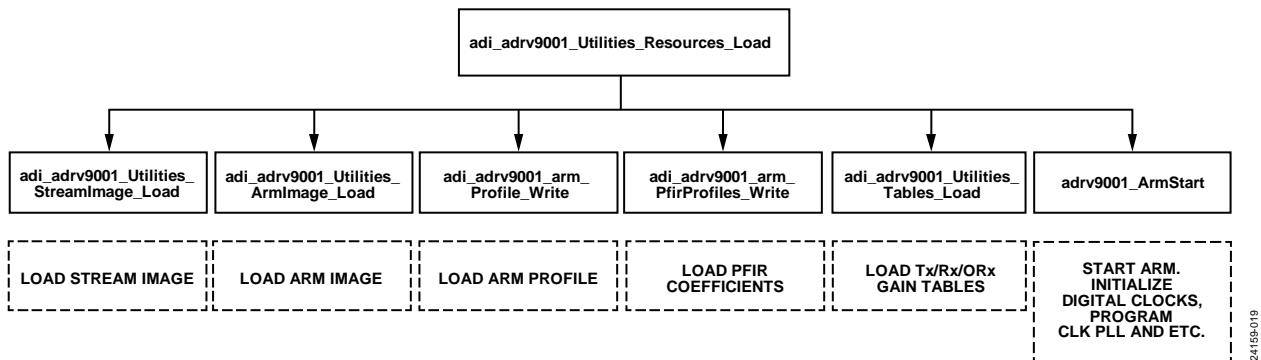 adi_adrv9001_Utilities_Resources_Load
adi_adrv9001_Utilities_
StreamImage_Load
adi_adrv9001_Utilities_
ArmImage_Load
adi_adrv9001_arm_
Profile_Write
adi_adrv9001_arm_
PfirProfiles_Write
adi_adrv9001_Utilities_
Tables_Load
adrv9001_ArmStart
LOAD STREAM IMAGE
LOAD ARM IMAGE
LOAD ARM PROFILE
LOAD PFIR
COEFFICIENTS
LOAD Tx/Rx/ORx
GAIN TABLES
START ARM.
INITIALIZE
DIGITAL CLOCKS,
PROGRAM
CLK PLL AND ETC.
24159-019